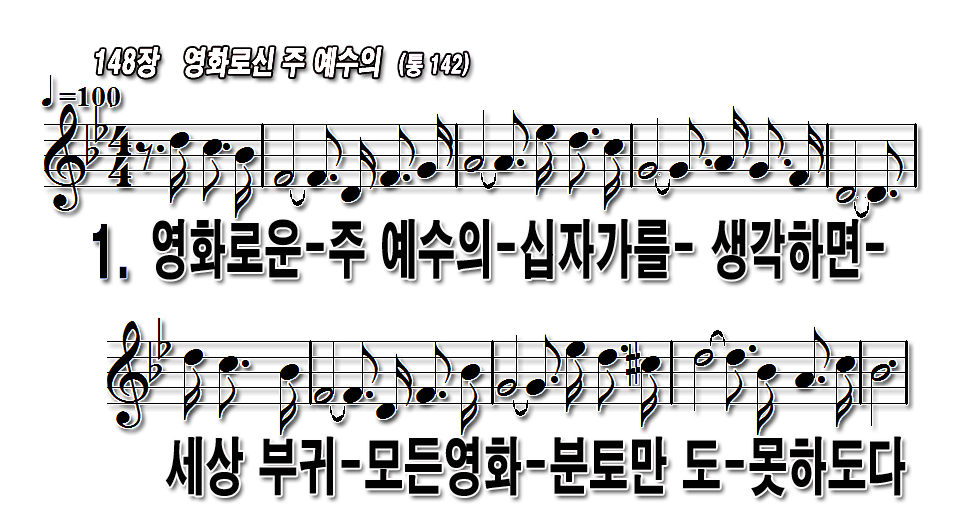 148장 영화로신 주 예수의 (통 142)
♩=100
4
4
1. 영화로운-주 예수의-십자가를- 생각하면-
세상 부귀-모든영화-분토만 도-못하도다